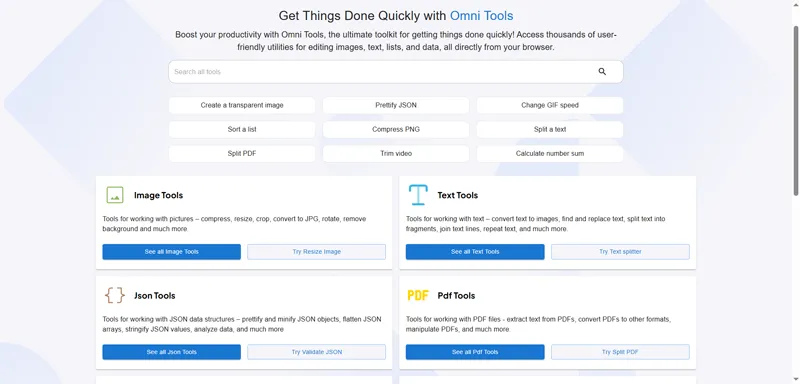 Get Things Done Quickly with Omni Tools
Boost your productivity with Omni Tools, the ultimate toolkit for getting things done quickly! Access thousands of user-
friendly utilities for editing images, text, lists, and data, all directly from your browser.
Search all tools
Create a transparent image
Prettify JSON
Change GIF speed
Sort a list
Compress PNG
Split a text
Split PDF
Trim video
Calculate number sum
Image Tools
Tools for working with pictures – compress, resize, crop, convert to JPG, rotate, remove
background and much more.
See all Image Tools
Try Resize Image
Text Tools
Tools for working with text – convert text to images, find and replace text, split text into
fragments, join text lines, repeat text, and much more.
See all Text Tools
Try Text splitter
Json Tools
Tools for working with JSON data structures – prettify and minify JSON objects, flatten JSON
arrays, stringify JSON values, analyze data, and much more
See all Json Tools
Try Validate JSON
PDF
Pdf Tools
Tools for working with PDF files - extract text from PDFs, convert PDFs to other formats,
manipulate PDFs, and much more.
See all Pdf Tools
Try Split PDF